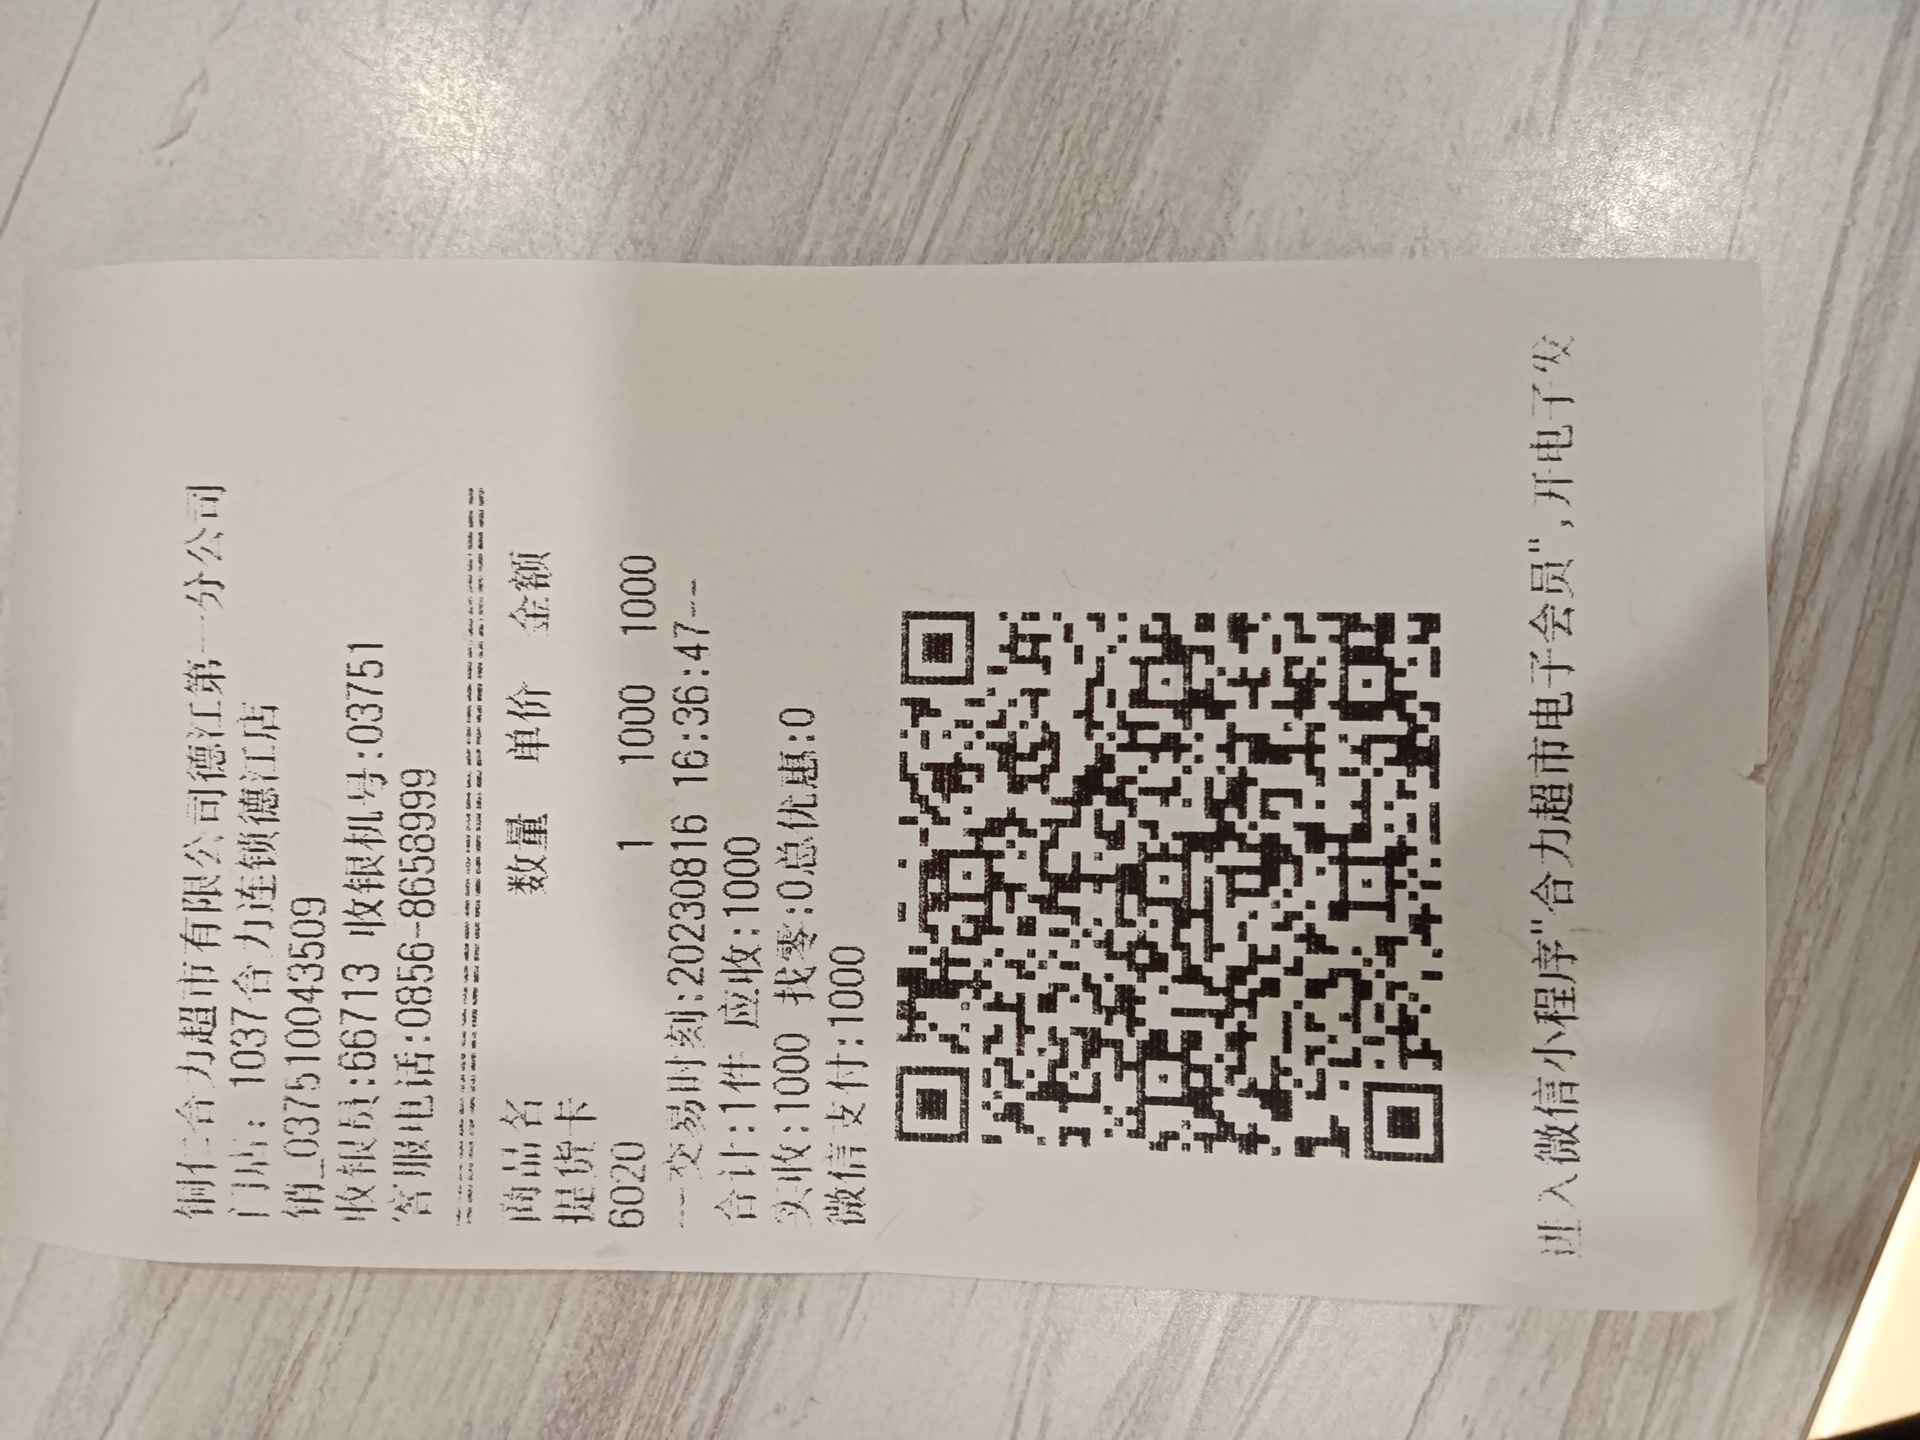 铜仁合力超市有限公司德江第一分公司
门店: 1037合力连锁德江店
销_0375100043509
收银员:66713 收银机号:03751
客服电话:0856-8658999
商品名 数量 单价 金额
提货卡
6020 1 1000 1000
--交易时刻:20230816 16:36:47--
合计:1件 应收:1000
实收:1000 找零:0总优惠:0
微信支付:1000
进入微信小程序"合力超市电子会员",开电子发